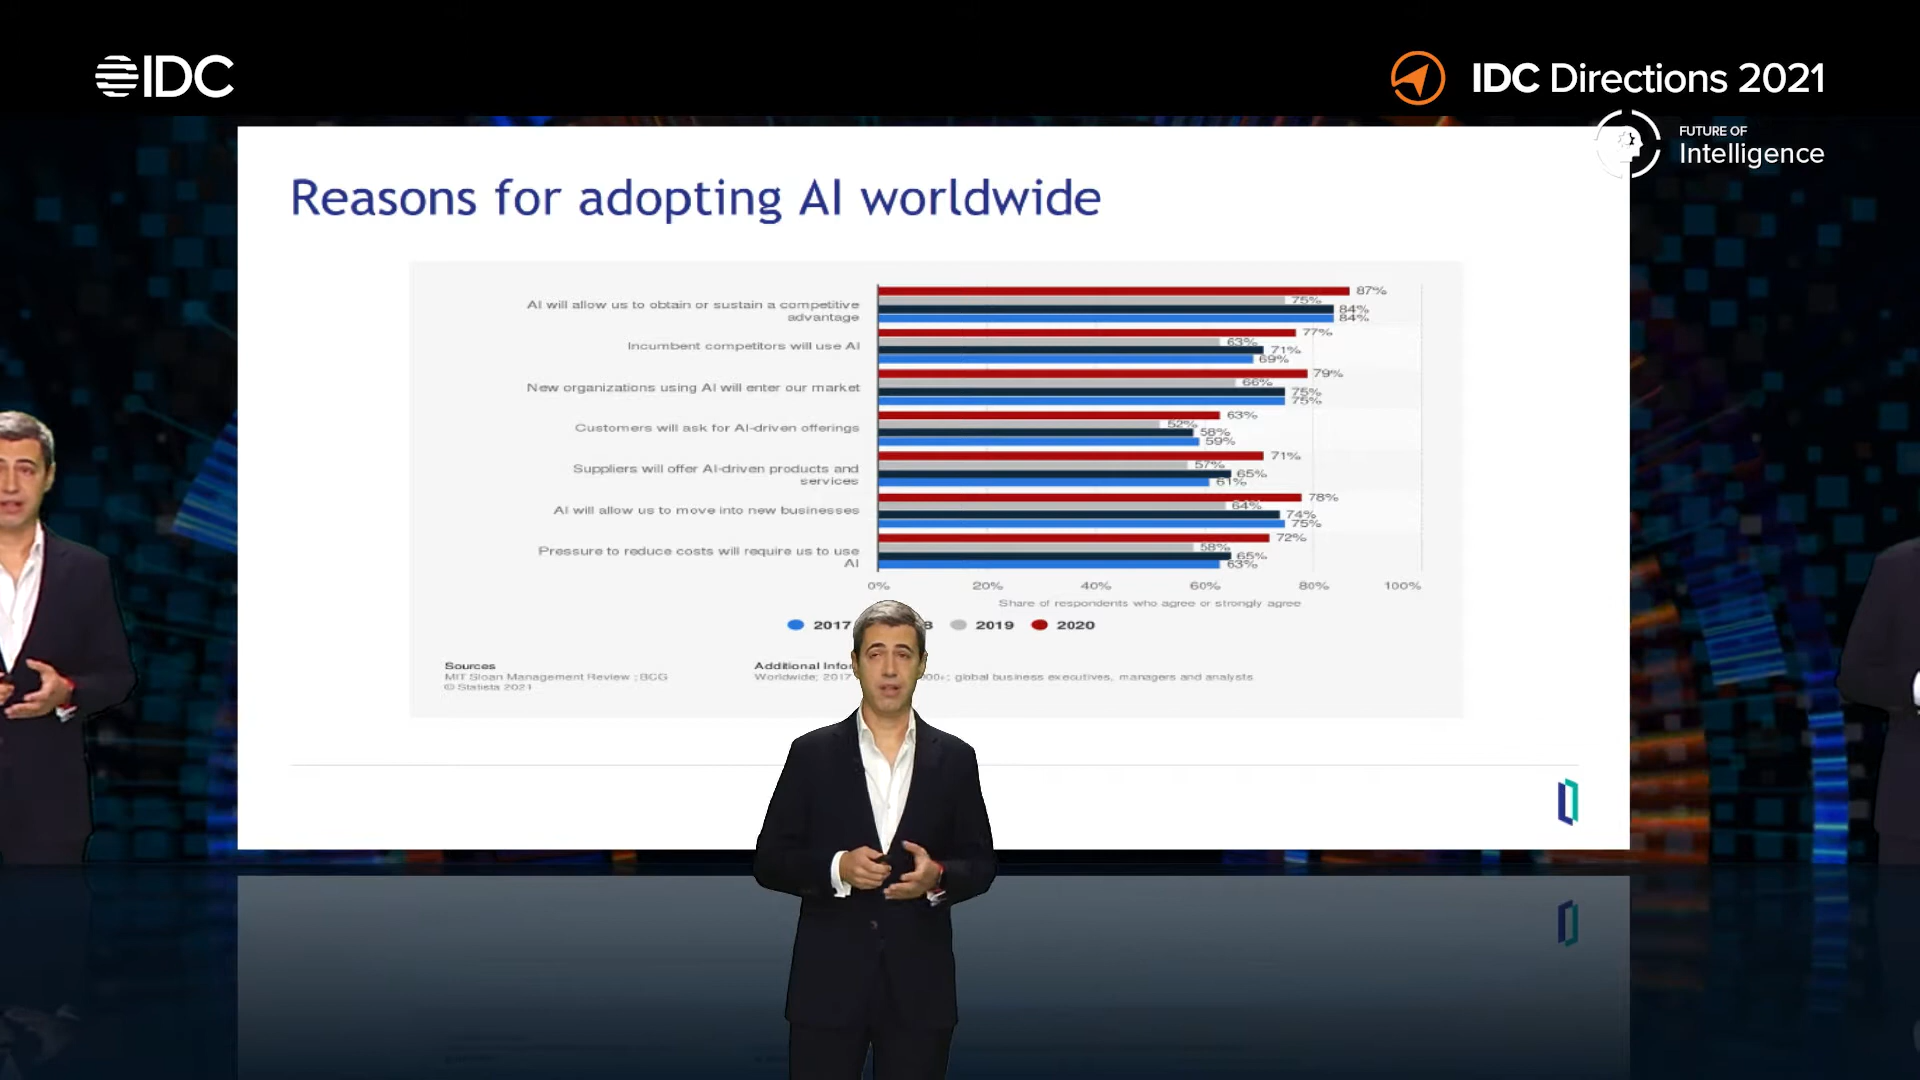 IDC
IDC Directions 2021
FUTURE OF
Intelligence
Reasons for adopting AI worldwide
AI will allow us to obtain or sustain a competitive
advantage
87%
75%
84%
84%
Incumbent competitors will use AI
77%
63%
71%
69%
New organizations using AI will enter our market
79%
66%
75%
75%
Customers will ask for AI-driven offerings
63%
52%
58%
59%
Suppliers will offer AI-driven products and
services
71%
57%
65%
61%
AI will allow us to move into new businesses
78%
64%
74%
75%
Pressure to reduce costs will require us to use
AI
72%
58%
65%
63%
0% 20% 40% 60% 80% 100%
Share of respondents who agree or strongly agree
2017 8 2019 2020
Sources
MIT Sloan Management Review ; BCG
© Statista 2021
Additional Infor
Worldwide; 2017 000+; global business executives, managers and analysts